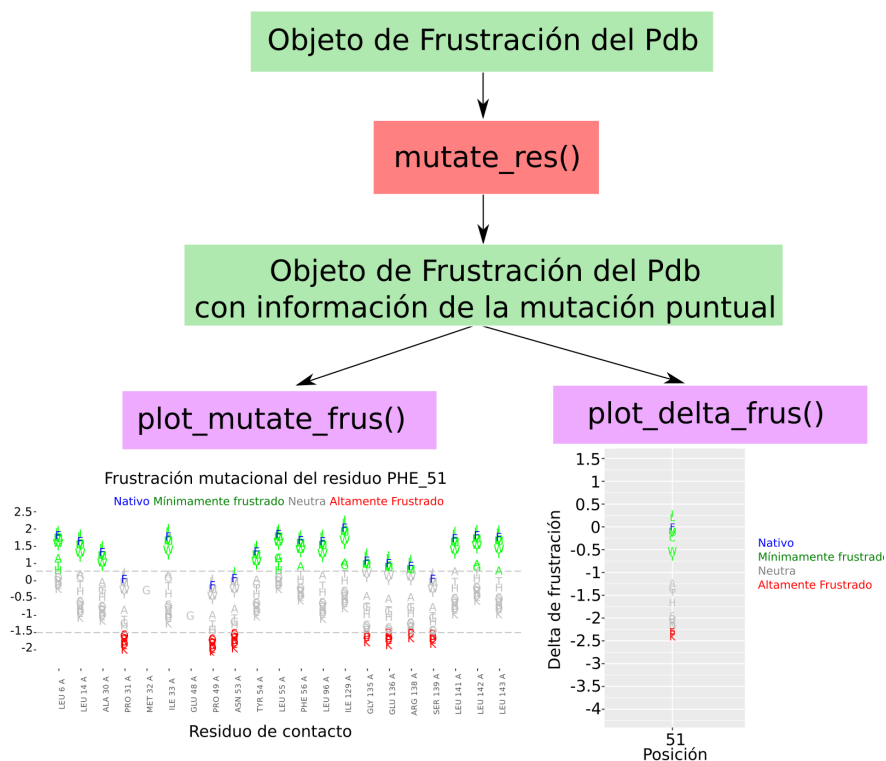 Objeto de Frustración del Pdb
mutate_res()
Objeto de Frustración del Pdb
con información de la mutación puntual
plot_mutate_frus()
plot_delta_frus()
Frustración mutacional del residuo PHE_51
Nativo Mínimamente frustrado Neutra Altamente Frustrado
2.5
2
1.5
1
0
-0.5
-1
-1.5
-2
G
G
LEU 6 A
LEU 14 A
ALA 30 A
PRO 31 A
MET 32 A
ILE 33 A
GLU 48 A
PRO 49 A
ASN 53 A
TYR 54 A
LEU 55 A
PHE 56 A
LEU 96 A
ILE 129 A
GLY 135 A
GLU 136 A
ARG 138 A
SER 139 A
LEU 141 A
LEU 142 A
LEU 143 A
Residuo de contacto
Delta de frustración
1.5
1
0.5
0
-0.5
-1
-1.5
-2
-2.5
-3
-3.5
-4
51
Posición
Nativo
Mínimamente frustrado
Neutra
Altamente Frustrado